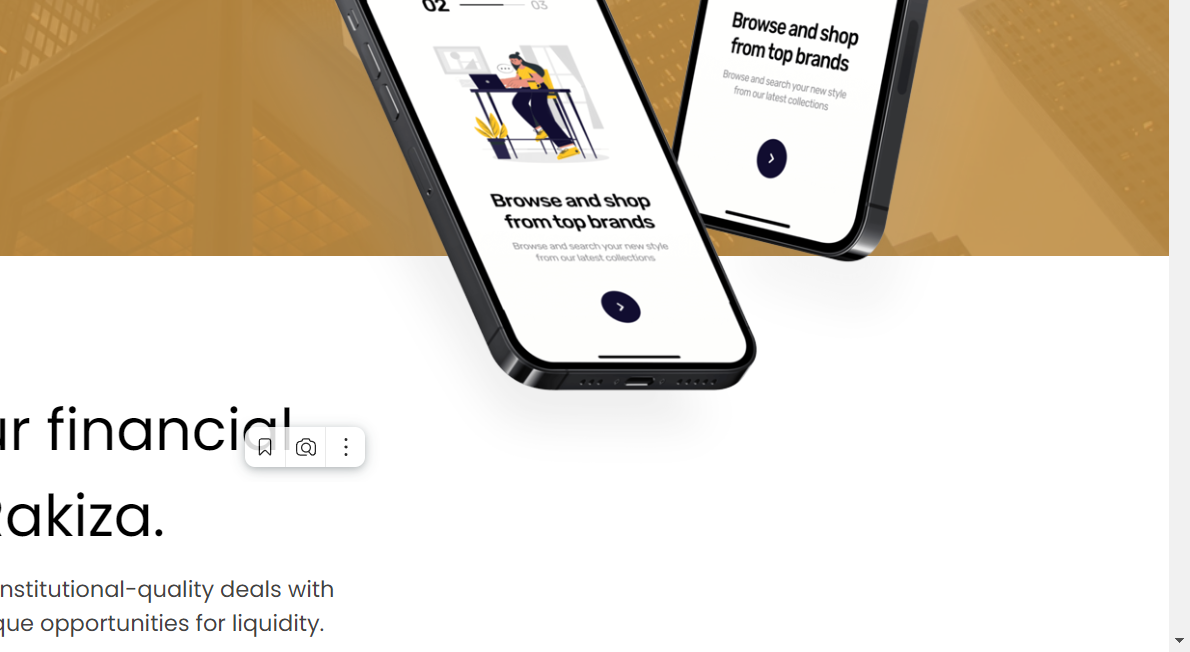 02 03
Browse and shop
from top brands
Browse and search your new style
from our latest collections
Browse and shop
from top brands
Browse and search your new style
from our latest collections
ur financial
Rakiza.
nstitutional-quality deals with
que opportunities for liquidity.